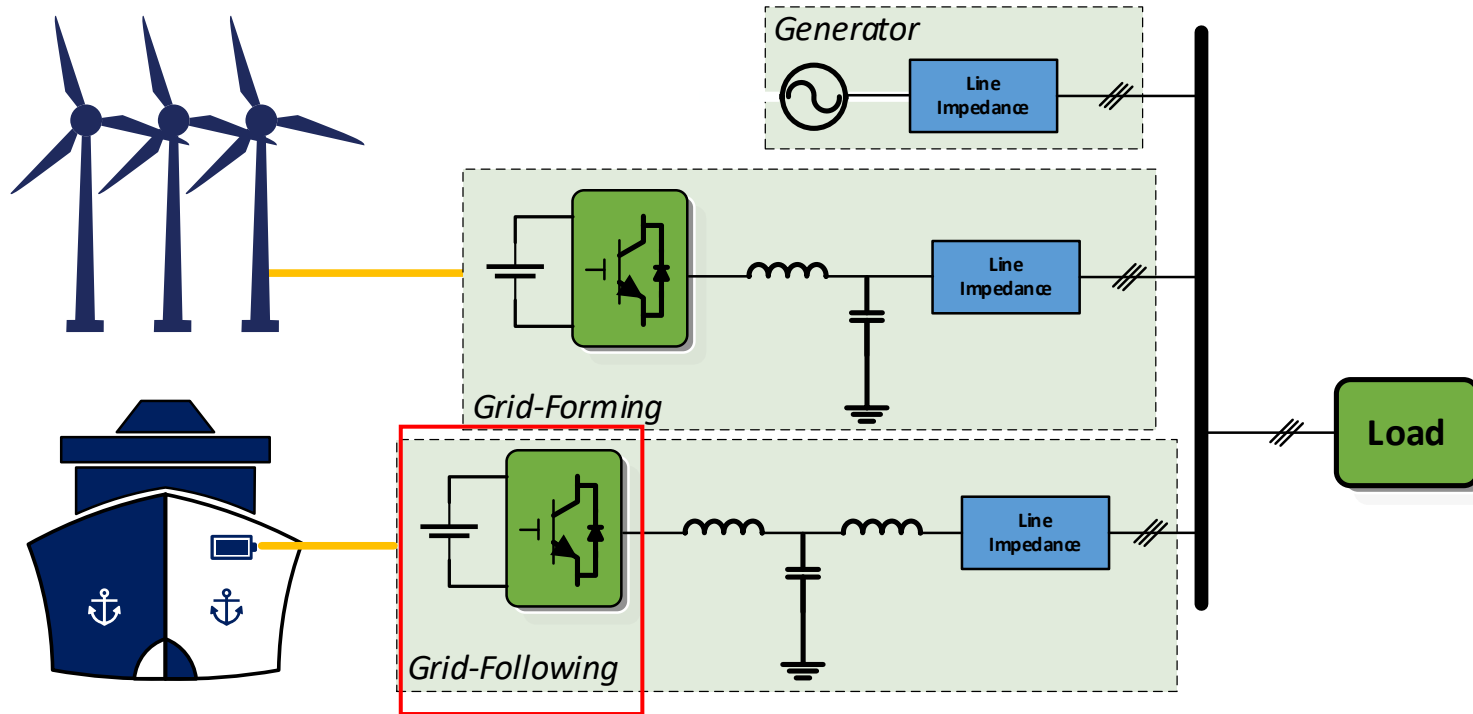 Generator
Line
Impedance
Line
Impedance
Grid-Forming
Load
Line
Impedance
Grid-Following